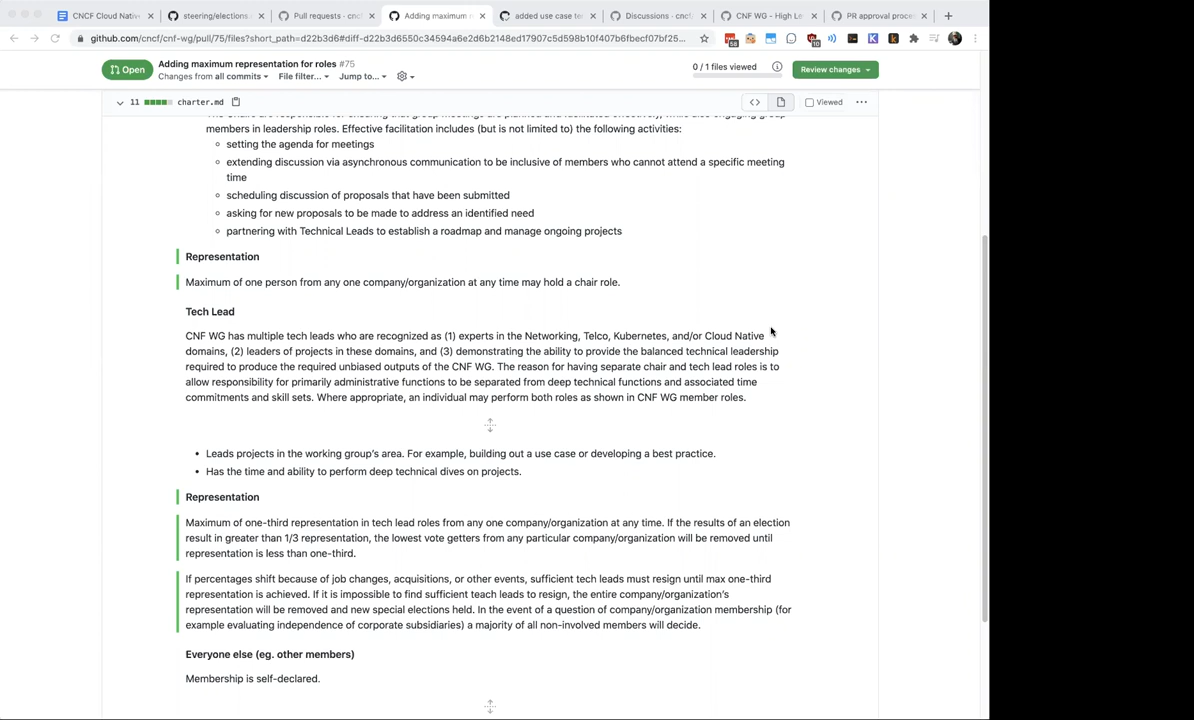 CNCF Cloud Nativ
steering/elections
Pull requests · cnc
Adding maximum r
added use case te
Discussions · cncf
CNF WG - High Le
PR approval proce
github.com/cncf/cnf-wg/pull/75/files?short_path=d22b3d6#diff-d22b3d6550c34594a6e2d6b2148ed17907c5d598b10f407b6fbecf07bf25...
58
10
Open
Adding maximum representation for roles #75
Changes from all commits
File filter...
Jump to...
0 / 1 files viewed
Review changes
11
charter.md
Viewed
members in leadership roles. Effective facilitation includes (but is not limited to) the following activities:
setting the agenda for meetings
extending discussion via asynchronous communication to be inclusive of members who cannot attend a specific meeting
time
scheduling discussion of proposals that have been submitted
asking for new proposals to be made to address an identified need
partnering with Technical Leads to establish a roadmap and manage ongoing projects
Representation
Maximum of one person from any one company/organization at any time may hold a chair role.
Tech Lead
CNF WG has multiple tech leads who are recognized as (1) experts in the Networking, Telco, Kubernetes, and/or Cloud Native
domains, (2) leaders of projects in these domains, and (3) demonstrating the ability to provide the balanced technical leadership
required to produce the required unbiased outputs of the CNF WG. The reason for having separate chair and tech lead roles is to
allow responsibility for primarily administrative functions to be separated from deep technical functions and associated time
commitments and skill sets. Where appropriate, an individual may perform both roles as shown in CNF WG member roles.
Leads projects in the working group's area. For example, building out a use case or developing a best practice.
Has the time and ability to perform deep technical dives on projects.
Representation
Maximum of one-third representation in tech lead roles from any one company/organization at any time. If the results of an election
result in greater than 1/3 representation, the lowest vote getters from any particular company/organization will be removed until
representation is less than one-third.
If percentages shift because of job changes, acquisitions, or other events, sufficient tech leads must resign until max one-third
representation is achieved. If it is impossible to find sufficient teach leads to resign, the entire company/organization's
representation will be removed and new special elections held. In the event of a question of company/organization membership (for
example evaluating independence of corporate subsidiaries) a majority of all non-involved members will decide.
Everyone else (eg. other members)
Membership is self-declared.